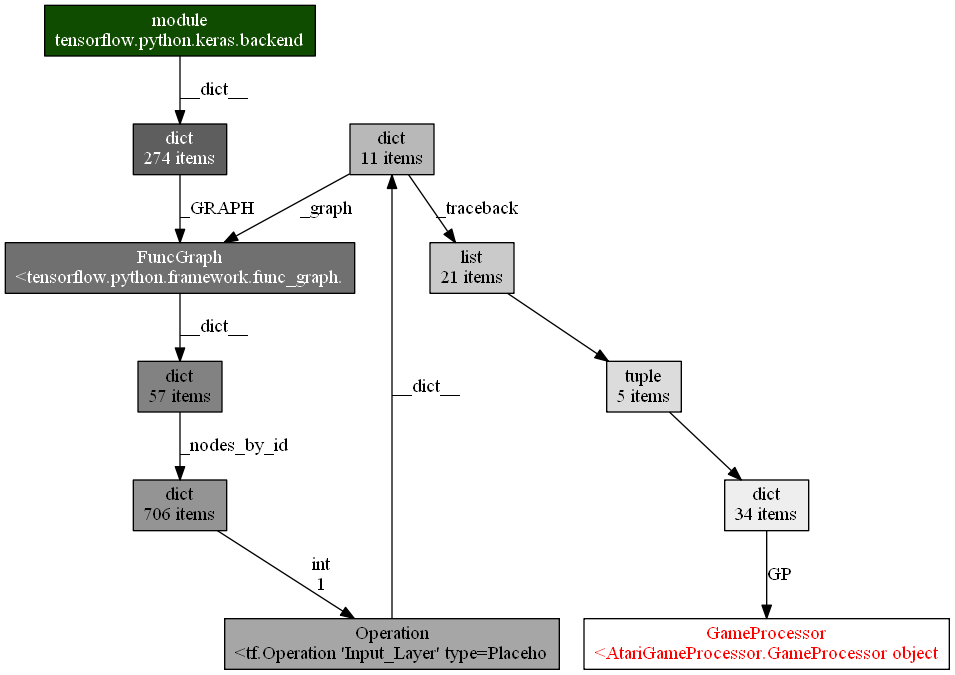 module
tensorflow.python.keras.backend
__dict__
dict
274 items
dict
11 items
_GRAPH
_graph
_traceback
FuncGraph
<tensorflow.python.framework.func_graph.
list
21 items
__dict__
dict
57 items
__dict__
tuple
5 items
_nodes_by_id
dict
706 items
dict
34 items
int
1
GP
Operation
<tf.Operation 'Input_Layer' type=Placeho
GameProcessor
<AtariGameProcessor.GameProcessor object